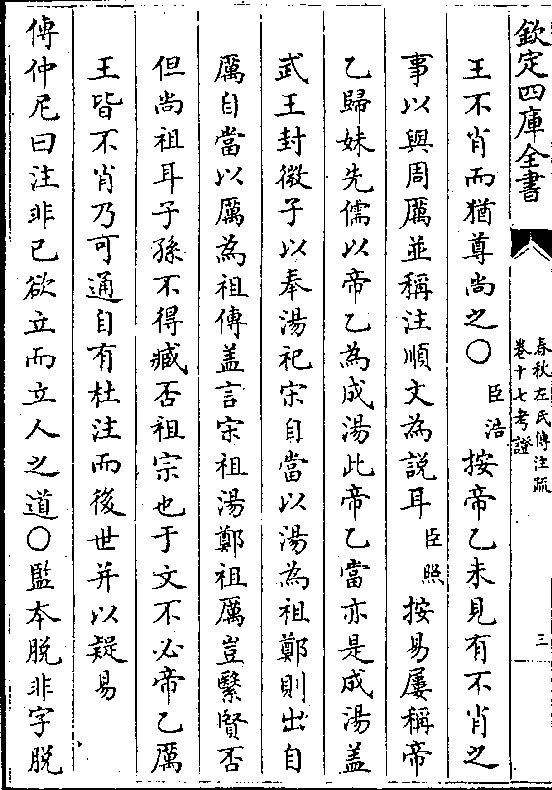 欽定四庫全書
春秋左氏傳注疏
卷十七考證
三
王不肖而猶尊尚之○臣浩按帝乙未見有不肖之
事以與周厲並稱注順文為説耳臣照按易屢稱帝
乙歸妹先儒以帝乙為成湯此帝乙當亦是成湯盖
武王封微子以奉湯祀宋自當以湯為祖鄭則出自
厲自當以厲為祖傳盖言宋祖湯鄭祖厲豈繫賢否
但尚祖耳子孫不得臧否祖宗也于文不必帝乙厲
王皆不肖乃可通自有杜注而後世并以疑易
傳仲尼曰注非已欲立而立人之道○監本脱非字脱